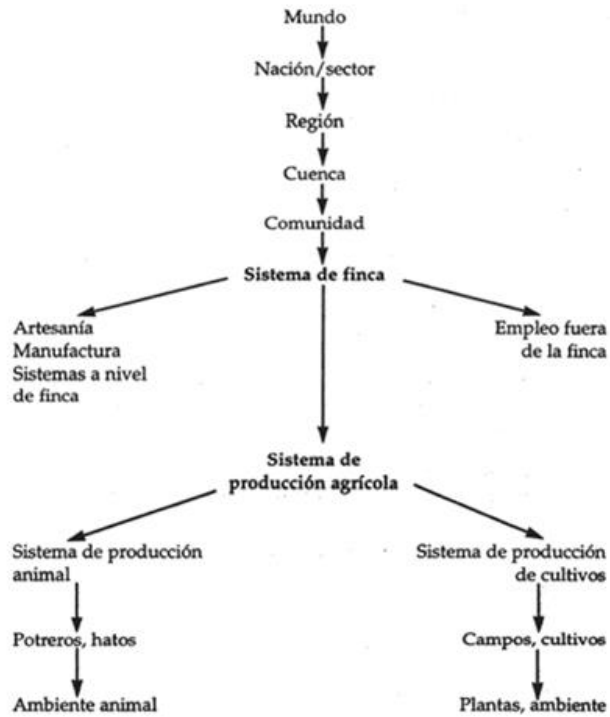 Mundo
Nación/sector
Región
Cuenca
Comunidad
Sistema de finca
Artesanía
Manufactura
Sistemas a nivel
de finca
Empleo fuera
de la finca
Sistema de
producción agrícola
Sistema de producción
animal
Sistema de producción
de cultivos
Potreros, hatos
Campos, cultivos
Ambiente animal
Plantas, ambiente